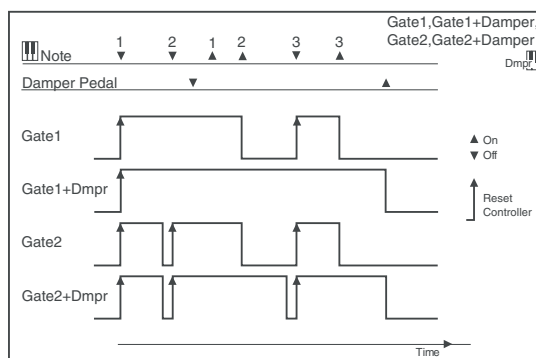 Gate1,Gate1+Damper,
Gate2,Gate2+Damper
1 2 1 2 3 3
Note
Dmpr
Damper Pedal
Gate1
▲ On
▼ Off
Gate1+Dmpr
Reset
Controller
Gate2
Gate2+Dmpr
Time